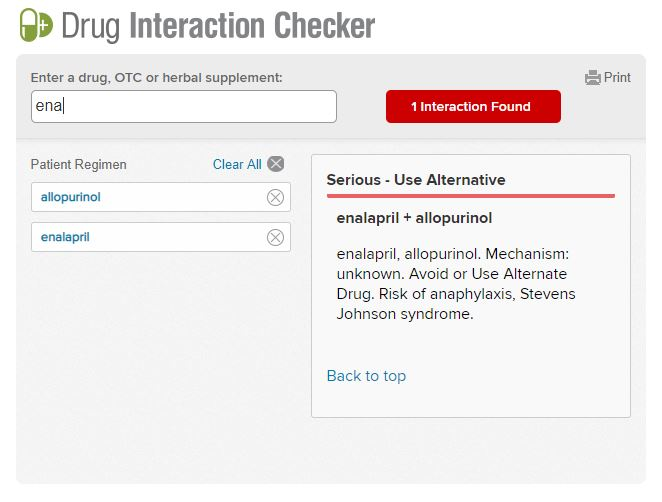 Drug Interaction Checker
Enter a drug, OTC or herbal supplement:
Print
ena
1 Interaction Found
Patient Regimen
Clear All
allopurinol
enalapril
Serious - Use Alternative
enalapril + allopurinol
enalapril, allopurinol. Mechanism:
unknown. Avoid or Use Alternate
Drug. Risk of anaphylaxis, Stevens
Johnson syndrome.
Back to top